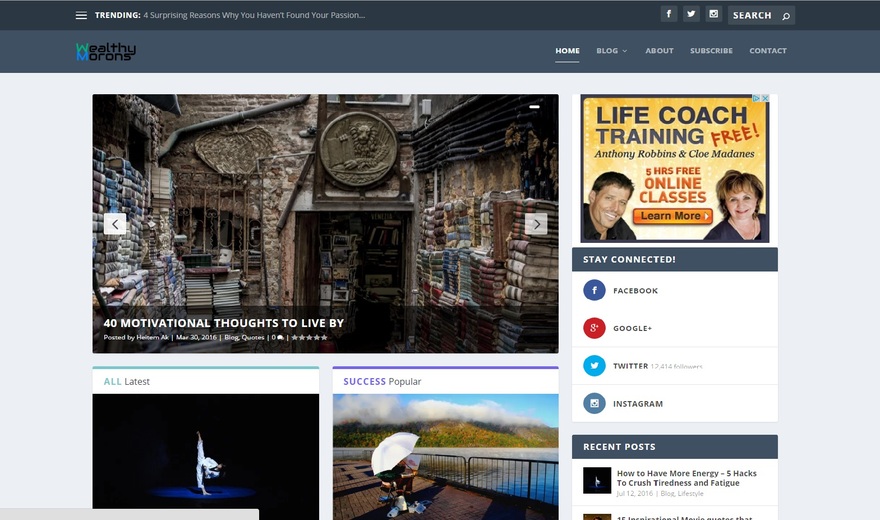 TRENDING: 4 Surprising Reasons Why You Haven't Found Your Passion...
SEARCH
Wealthy
Morons
HOME BLOG ABOUT SUBSCRIBE CONTACT
40 MOTIVATIONAL THOUGHTS TO LIVE BY
Posted by Heitem Ak | Mar 30, 2016 | Blog, Quotes | 0 |
LIFE COACH
TRAINING FREE!
Anthony Robbins & Cloe Madanes
5 HRS FREE
ONLINE
CLASSES
Learn More
STAY CONNECTED!
FACEBOOK
GOOGLE+
TWITTER 12,414 followers
INSTAGRAM
ALL Latest
SUCCESS Popular
RECENT POSTS
How to Have More Energy – 5 Hacks
To Crush Tiredness and Fatigue
Jul 12, 2016 | Blog, Lifestyle
15 Inspirational Movie quotes that